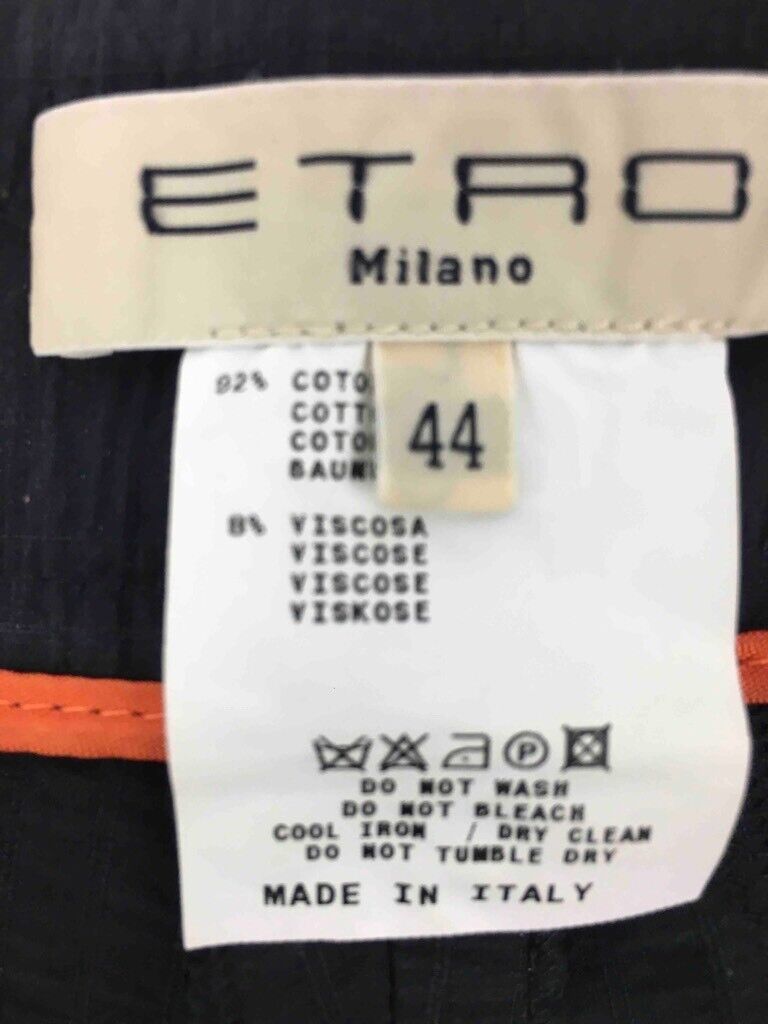 ETRO
Milano
44
92% COTO
COTT
COTO
BAUM
8% VISCOSA
VISCOSE
VISCOSE
VISKOSE
P
DO NOT WASH
DO NOT BLEACH
COOL IRON / DRY CLEAN
DO NOT TUMBLE DRY
MADE IN ITALY